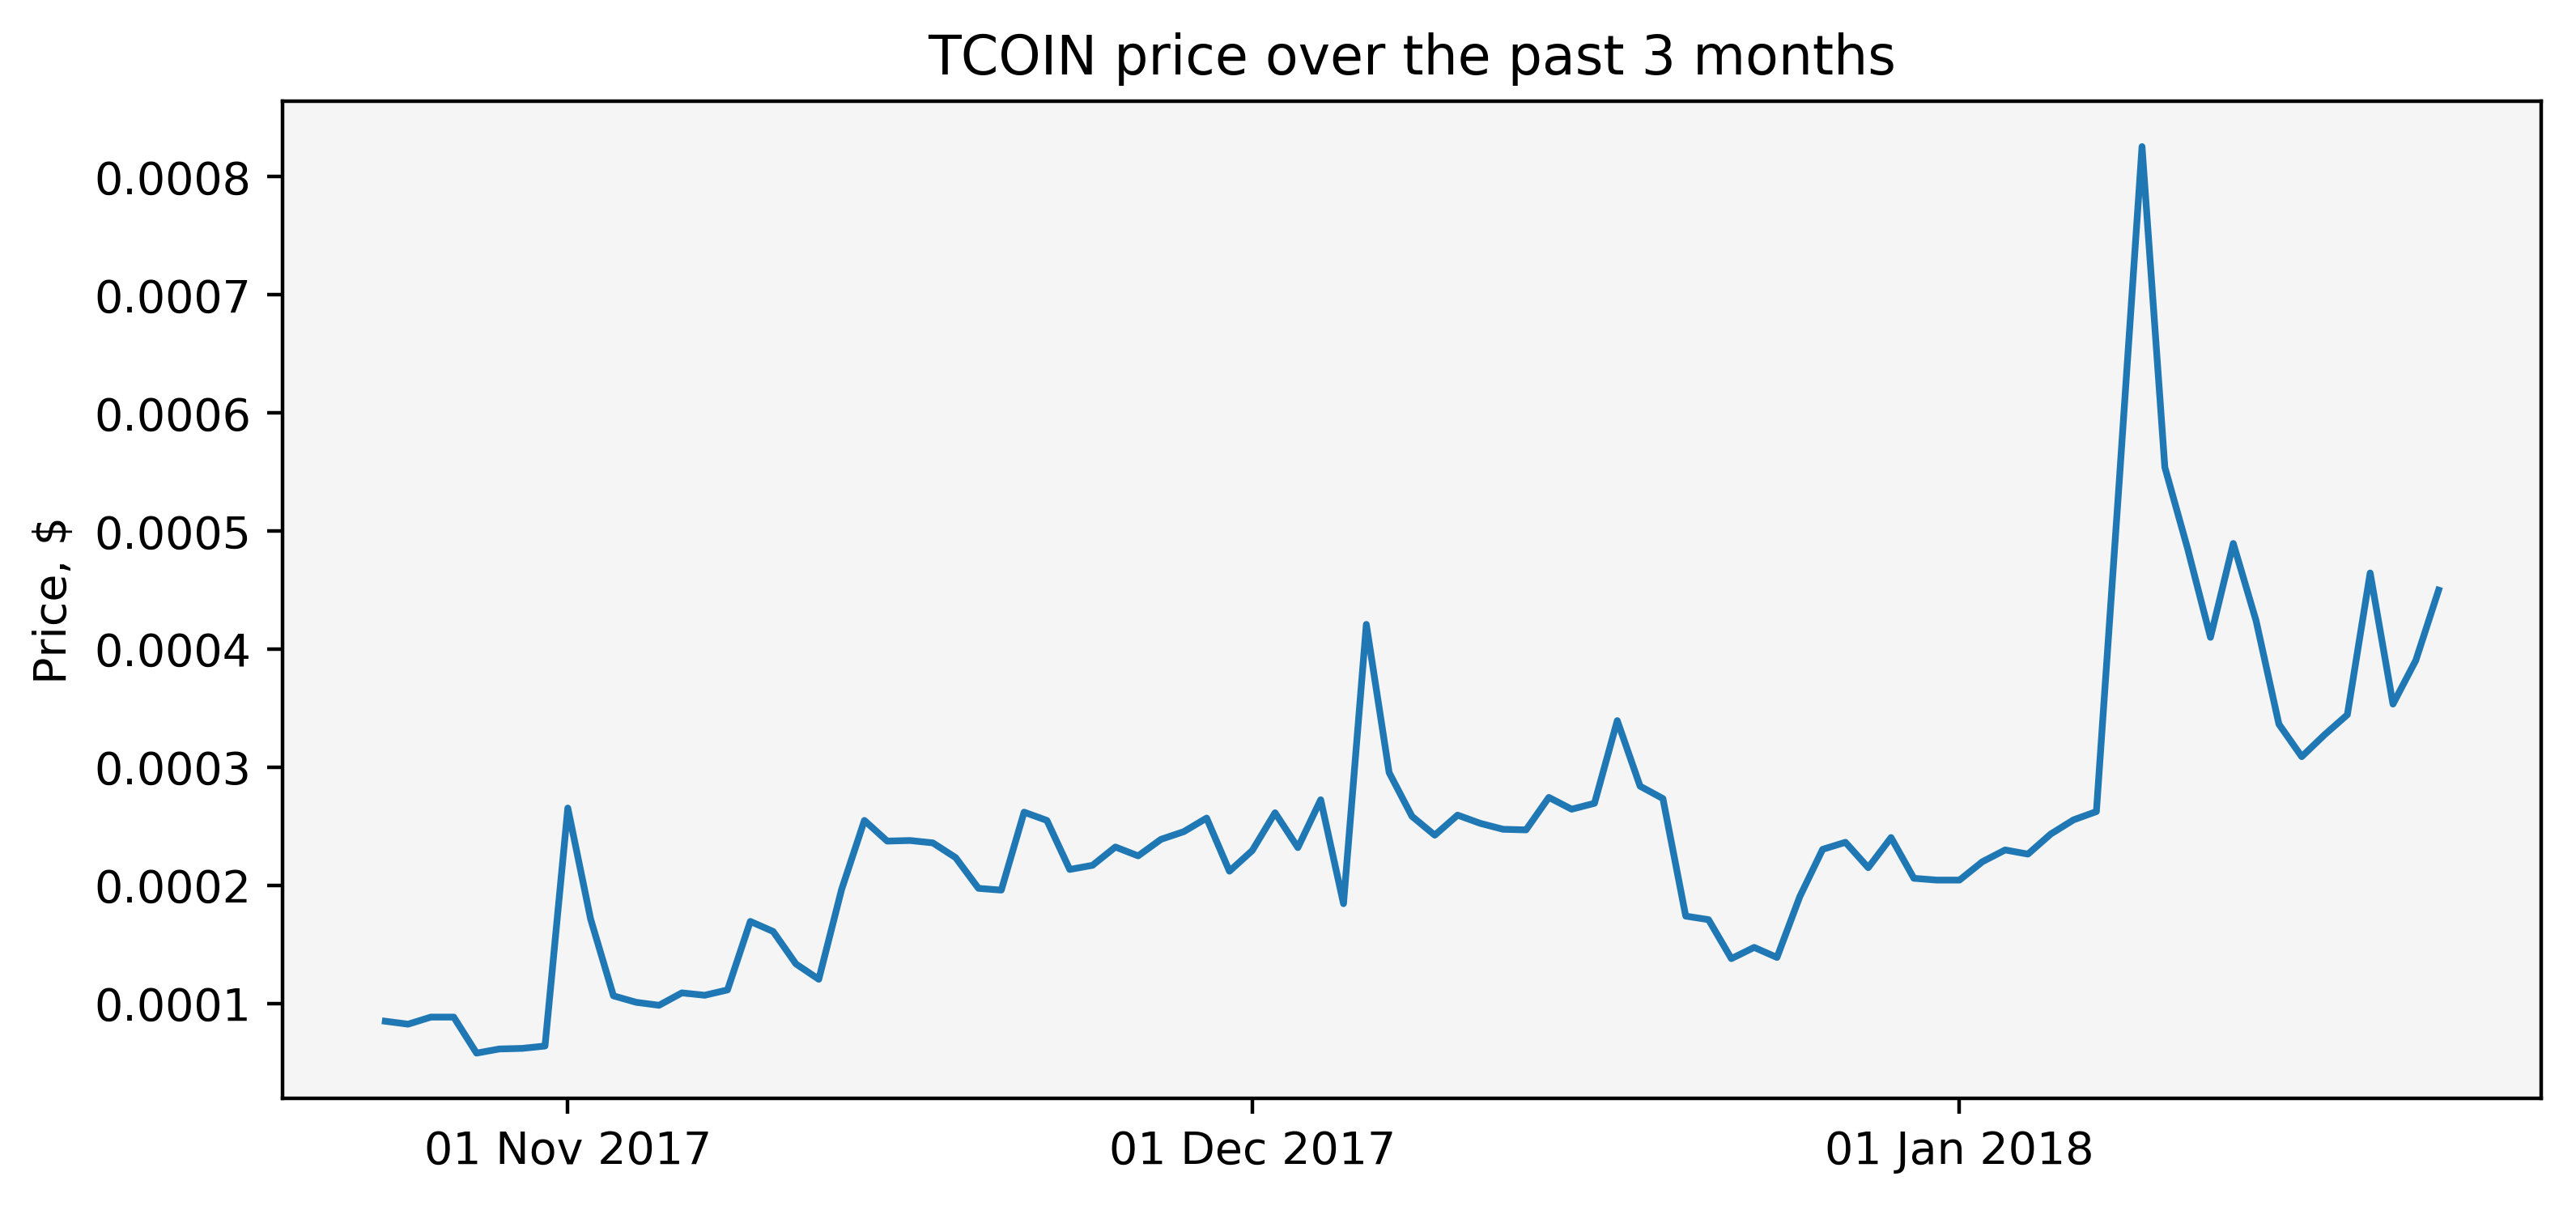 TCOIN price over the past 3 months
Price, $
0.0008
0.0007
0.0006
0.0005
0.0004
0.0003
0.0002
0.0001
01 Nov 2017
01 Dec 2017
01 Jan 2018